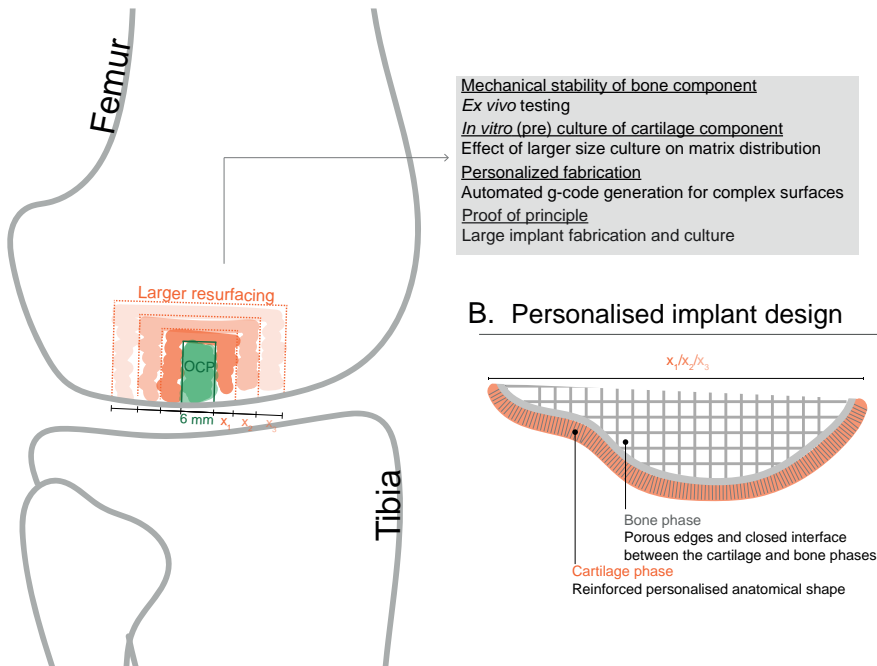 Femur
Mechanical stability of bone component
Ex vivo testing
In vitro (pre) culture of cartilage component
Effect of larger size culture on matrix distribution
Personalized fabrication
Automated g-code generation for complex surfaces
Proof of principle
Large implant fabrication and culture
Larger resurfacing
OCP
6 mm x1 x2 x3
Tibia
B. Personalised implant design
x1/x2/x3
Bone phase
Porous edges and closed interface
between the cartilage and bone phases
Cartilage phase
Reinforced personalised anatomical shape